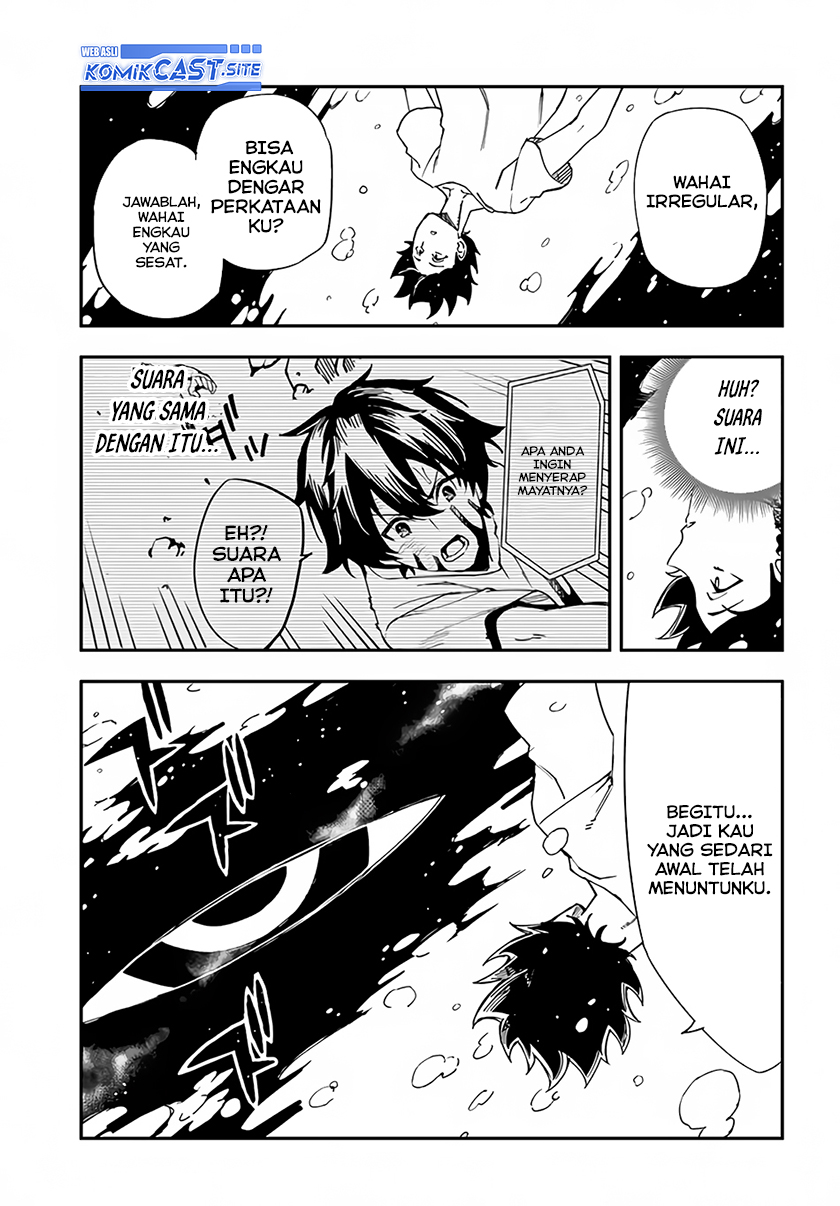 WEB ASLI
KOMIKCAST.SITE
WAHAI
IRREGULAR,
BISA
ENGKAU
DENGAR
PERKATAAN
KU?
JAWABLAH,
WAHAI
ENGKAU
YANG
SESAT.
HUH?
SUARA
INI...
APA ANDA
INGIN
MENYERAP
MAYATNYA?
SUARA
YANG SAMA
DENGAN ITU...
EH?!
SUARA
APA
ITU?!
BEGITU...
JADI KAU
YANG SEDARI
AWAL TELAH
MENUNTUNKU.